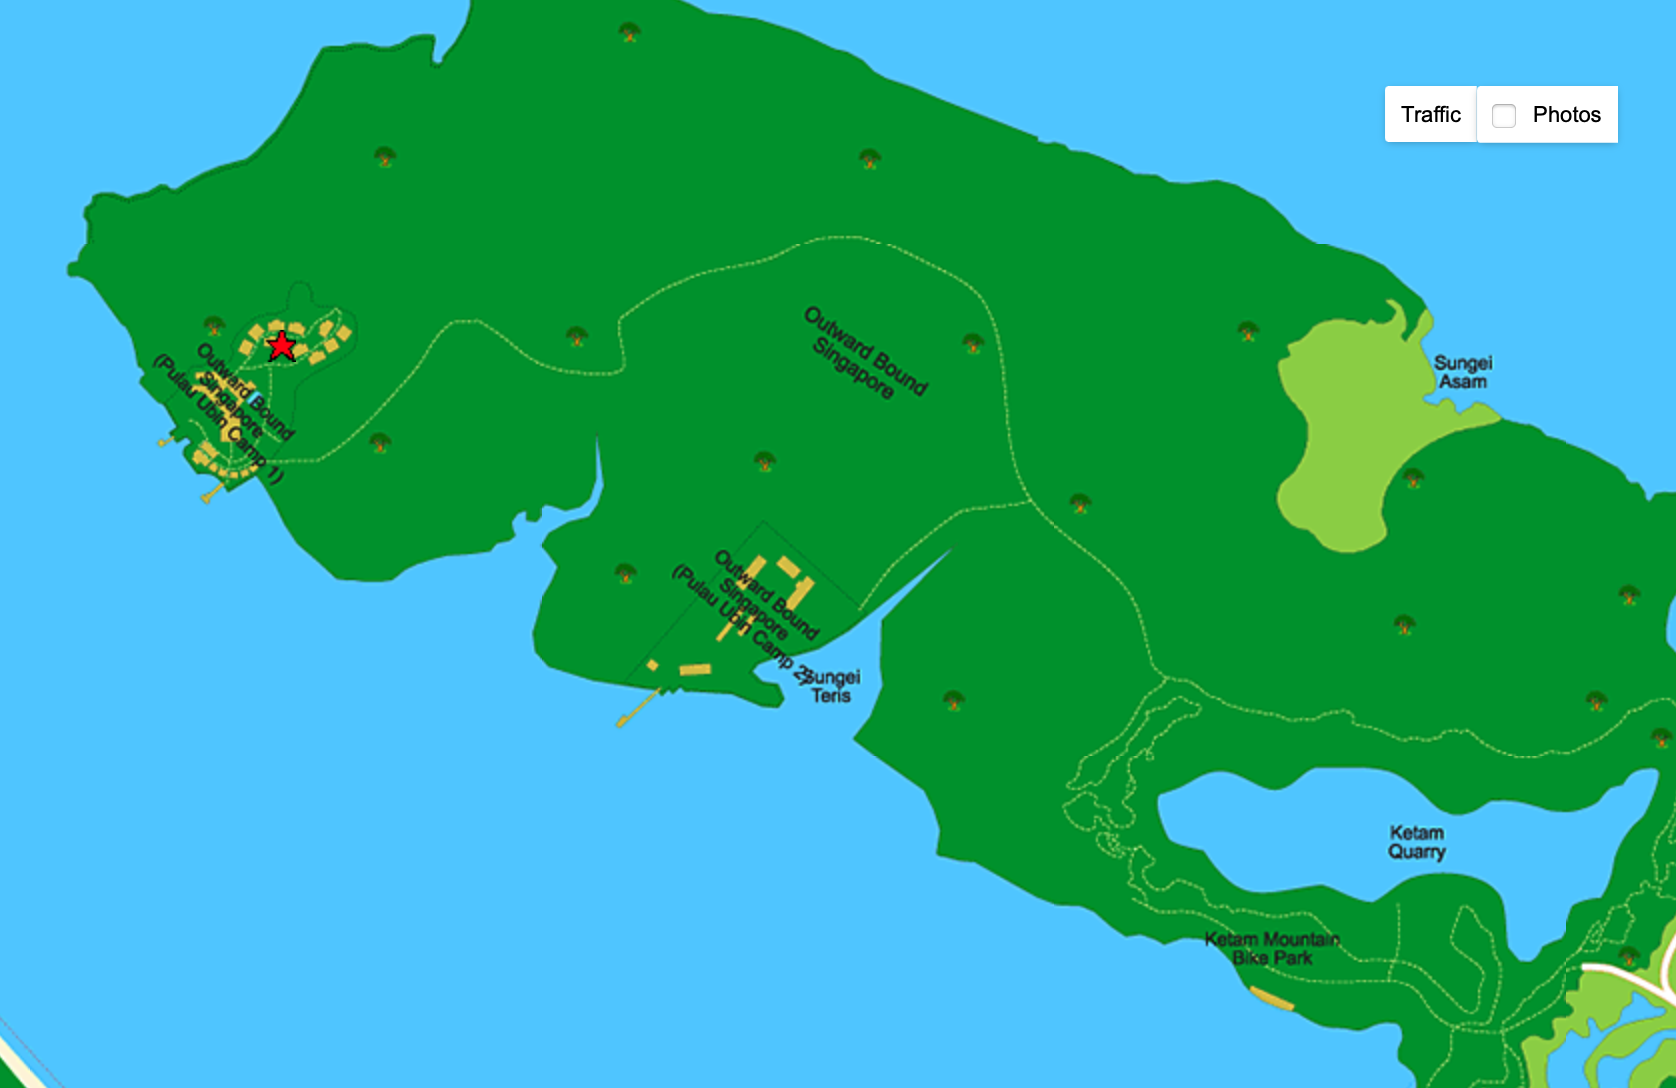 Traffic
Photos
Outward Bound
Singapore
Sungei
Asam
Outward Bound
Singapore
(Pulau Ubin Camp 1)
Outward Bound
Singapore
(Pulau Ubin Camp 2)
Sungei
Teris
Ketam
Quarry
Ketam Mountain
Bike Park